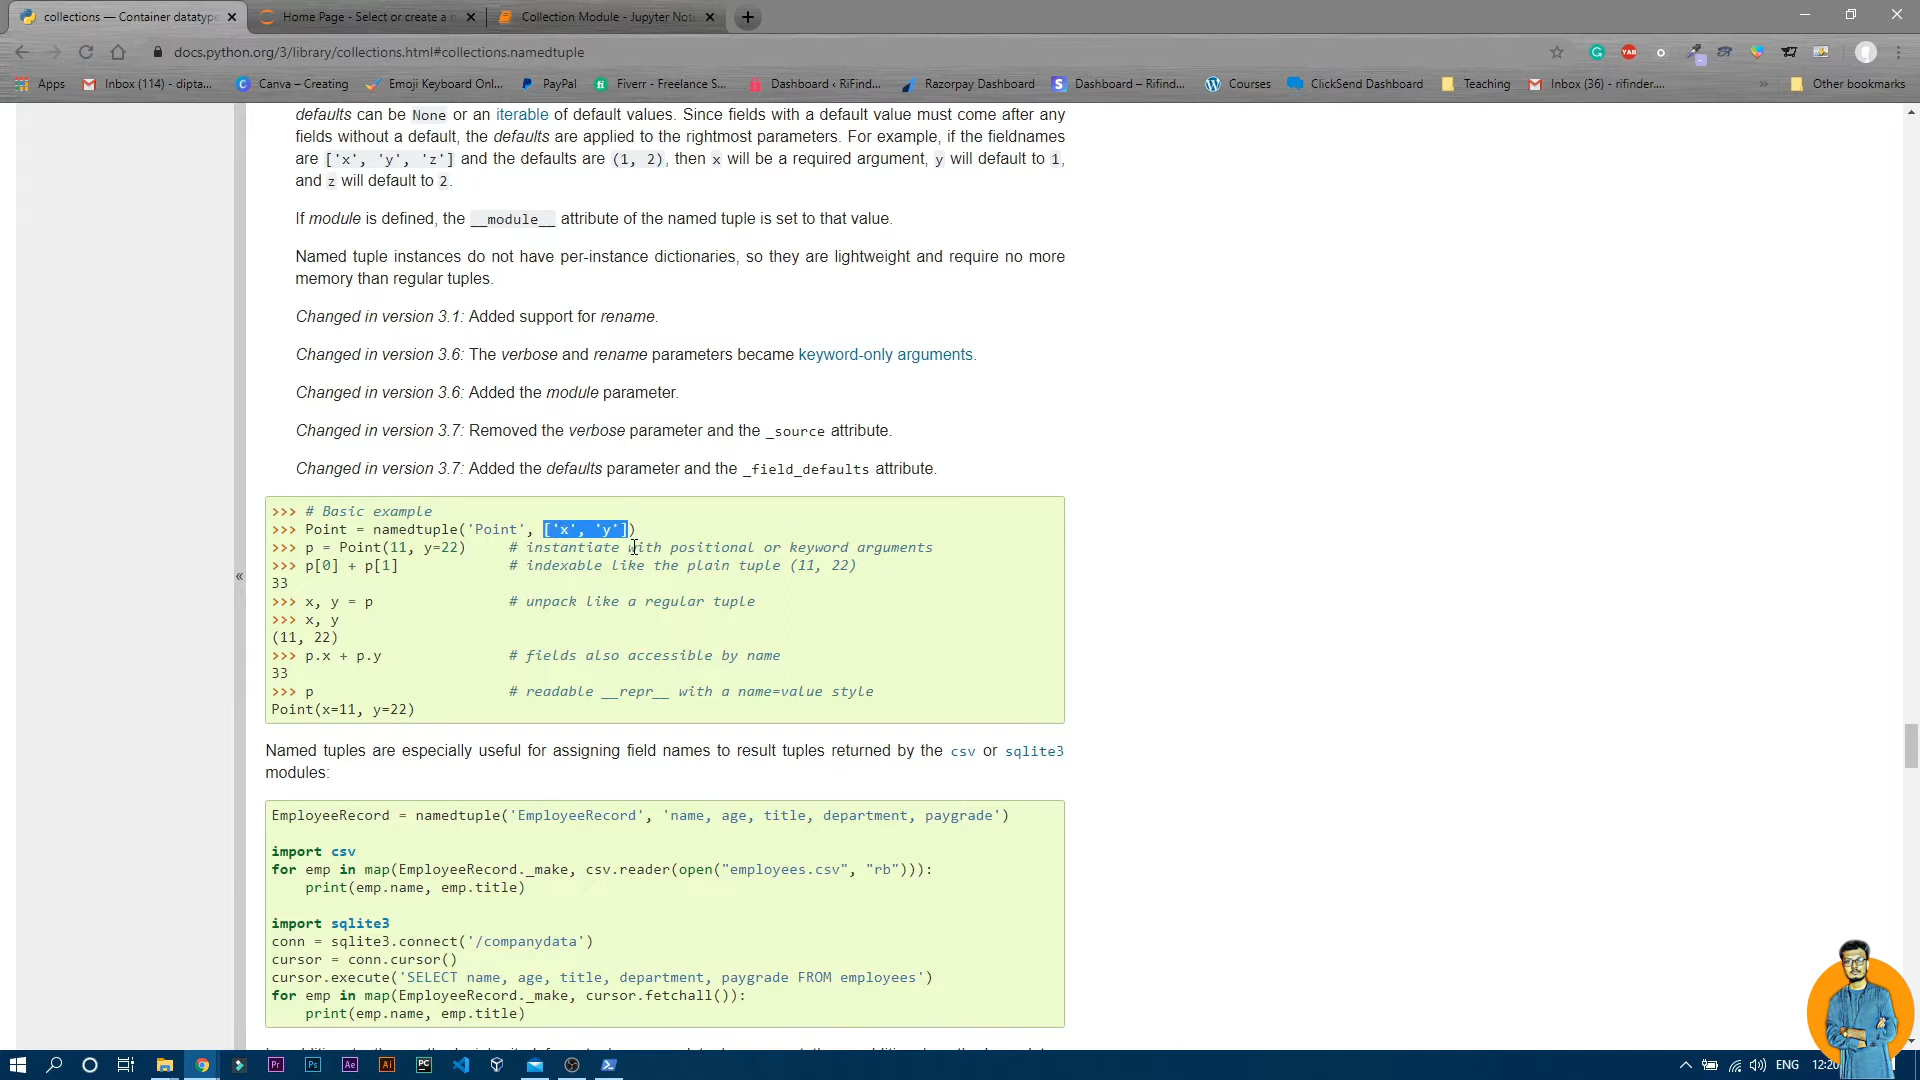 collections — Container datatype
Home Page - Select or create a n
Collection Module - Jupyter Not
docs.python.org/3/library/collections.html#collections.namedtuple
Apps
Inbox (114) - dipta...
Canva – Creating
Emoji Keyboard Onl...
PayPal
Fiverr - Freelance S...
Dashboard ‹ RiFind...
Razorpay Dashboard
Dashboard – Rifind...
Courses
ClickSend Dashboard
Teaching
Inbox (36) - rifinder....
»
Other bookmarks
defaults can be None or an iterable of default values. Since fields with a default value must come after any
fields without a default, the defaults are applied to the rightmost parameters. For example, if the fieldnames
are ['x', 'y', 'z'] and the defaults are (1, 2), then x will be a required argument, y will default to 1,
and z will default to 2.
If module is defined, the __module__ attribute of the named tuple is set to that value.
Named tuple instances do not have per-instance dictionaries, so they are lightweight and require no more
memory than regular tuples.
Changed in version 3.1: Added support for rename.
Changed in version 3.6: The verbose and rename parameters became keyword-only arguments.
Changed in version 3.6: Added the module parameter.
Changed in version 3.7: Removed the verbose parameter and the _source attribute.
Changed in version 3.7: Added the defaults parameter and the _field_defaults attribute.
>>> # Basic example
>>> Point = namedtuple('Point', ['x', 'y'])
>>> p = Point(11, y=22)     # instantiate with positional or keyword arguments
>>> p[0] + p[1]             # indexable like the plain tuple (11, 22)
33
>>> x, y = p                # unpack like a regular tuple
>>> x, y
(11, 22)
>>> p.x + p.y               # fields also accessible by name
33
>>> p                       # readable __repr__ with a name=value style
Point(x=11, y=22)
«
Named tuples are especially useful for assigning field names to result tuples returned by the csv or sqlite3
modules:
EmployeeRecord = namedtuple('EmployeeRecord', 'name, age, title, department, paygrade')
import csv
for emp in map(EmployeeRecord._make, csv.reader(open("employees.csv", "rb"))):
    print(emp.name, emp.title)
import sqlite3
conn = sqlite3.connect('/companydata')
cursor = conn.cursor()
cursor.execute('SELECT name, age, title, department, paygrade FROM employees')
for emp in map(EmployeeRecord._make, cursor.fetchall()):
    print(emp.name, emp.title)
Pr
Ps
Ae
Ai
PC
ENG